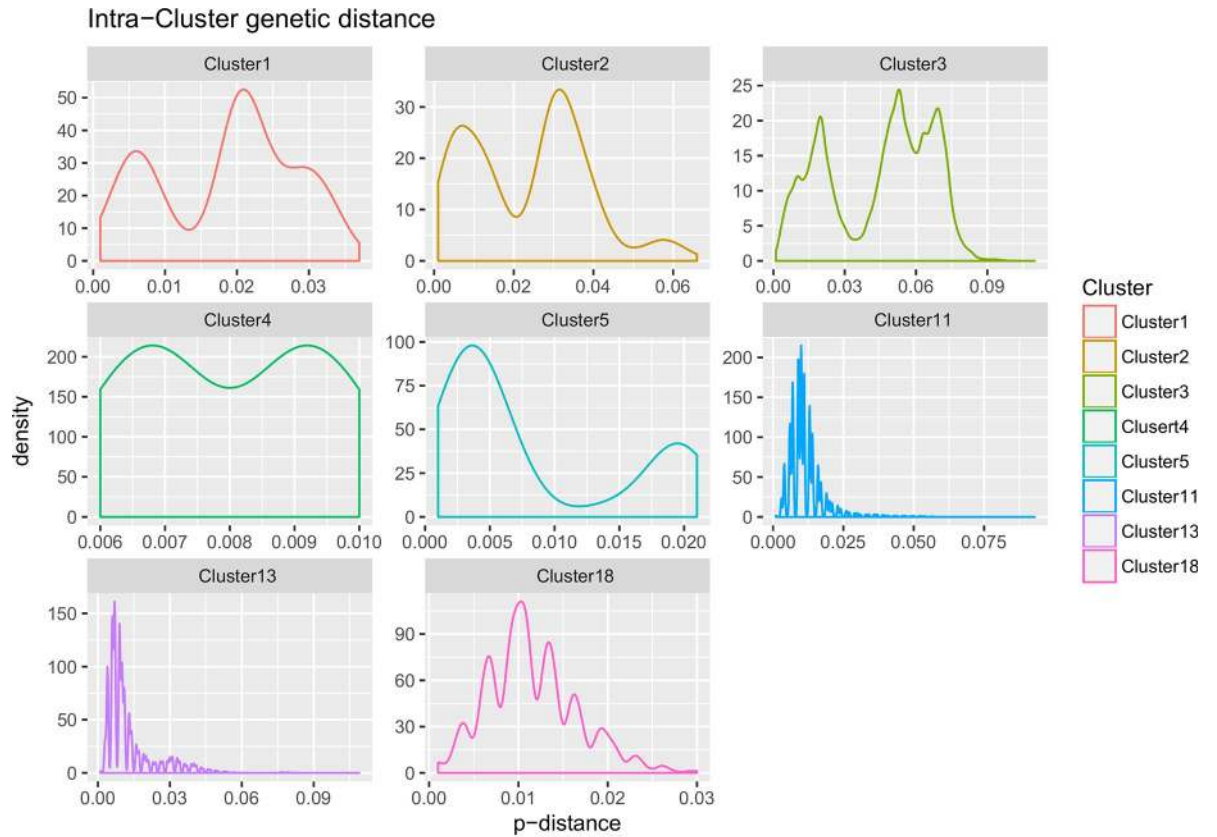 Intra−Cluster genetic distance
Cluster1
Cluster2
Cluster3
50
40
30
20
10
0
0.00 0.01 0.02 0.03
30
20
10
0
0.00 0.02 0.04 0.06
25
20
15
10
5
0
0.00 0.03 0.06 0.09
Cluster4
Cluster5
Cluster11
200
150
100
50
0
0.006 0.007 0.008 0.009 0.010
100
75
50
25
0
0.000 0.005 0.010 0.015 0.020
200
150
100
50
0
0.000 0.025 0.050 0.075
Cluster13
Cluster18
150
100
50
0
0.00 0.03 0.06 0.09
90
60
30
0
0.00 0.01 0.02 0.03
density
p−distance
Cluster
Cluster1
Cluster2
Cluster3
Clusert4
Cluster5
Cluster11
Cluster13
Cluster18